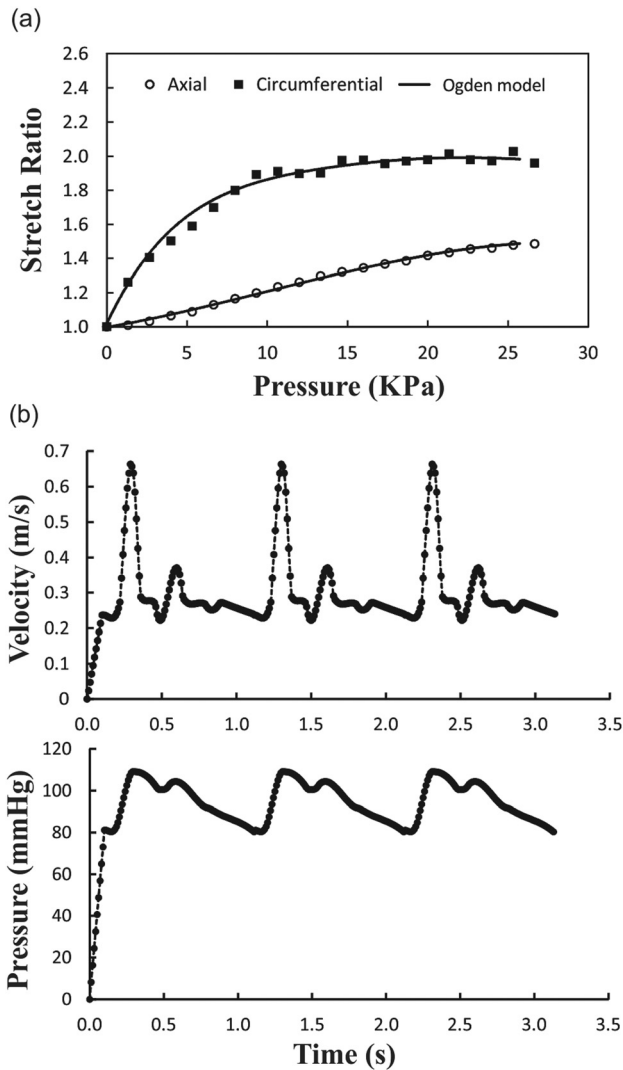 (a)
2.6
2.4
2.2
2.0
1.8
1.6
1.4
1.2
1.0
Stretch Ratio
Axial Circumferential Ogden model
0 5 10 15 20 25 30
Pressure (KPa)
(b)
0.7
0.6
0.5
0.4
0.3
0.2
0.1
0
Velocity (m/s)
0.0 0.5 1.0 1.5 2.0 2.5 3.0 3.5
120
100
80
60
40
20
0
Pressure (mmHg)
0.0 0.5 1.0 1.5 2.0 2.5 3.0 3.5
Time (s)